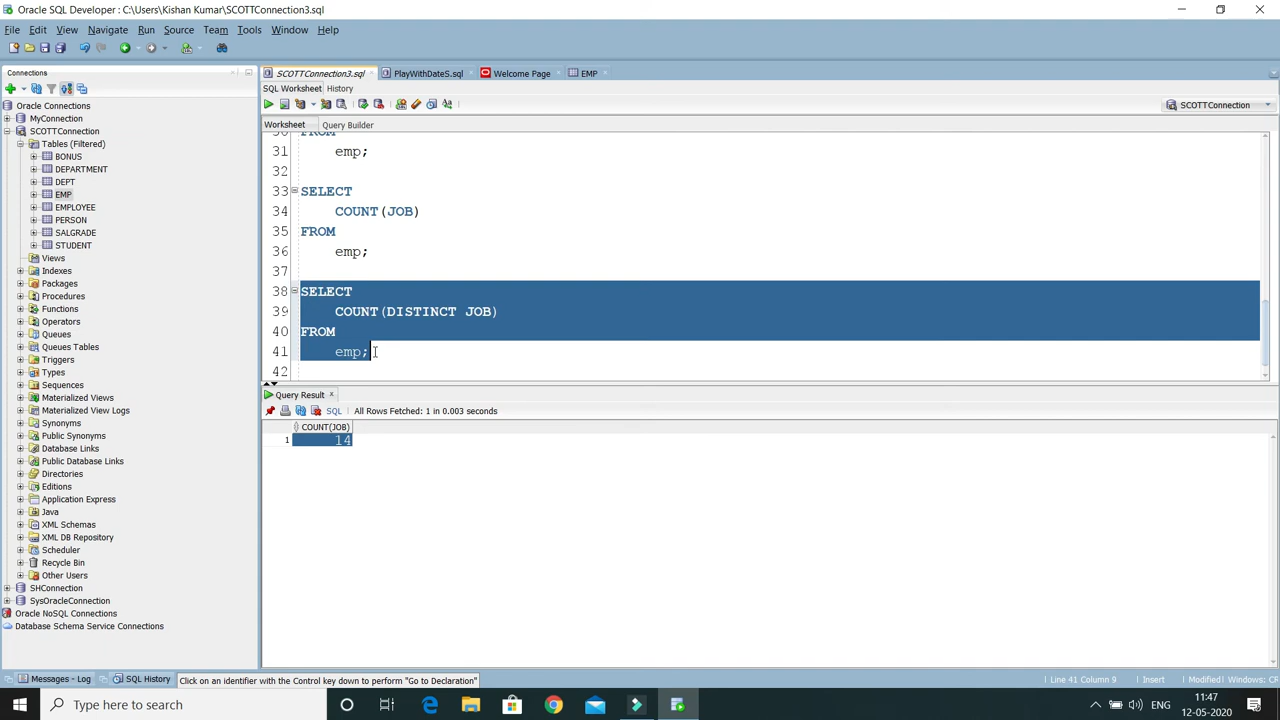 Oracle SQL Developer : C:\Users\Kishan Kumar\SCOTTConnection3.sql
File Edit View Navigate Run Source Team Tools Window Help
Connections
SCOTTConnection3.sql PlayWithDateS.sql Welcome Page EMP
SQL Worksheet History
SCOTTConnection
Worksheet Query Builder
Oracle Connections
MyConnection
SCOTTConnection
Tables (Filtered)
BONUS
DEPARTMENT
DEPT
EMP
EMPLOYEE
PERSON
SALGRADE
STUDENT
Views
Indexes
Packages
Procedures
Functions
Operators
Queues
Queues Tables
Triggers
Types
Sequences
Materialized Views
Materialized View Logs
Synonyms
Public Synonyms
Database Links
Public Database Links
Directories
Editions
Application Express
Java
XML Schemas
XML DB Repository
Scheduler
Recycle Bin
Other Users
SHConnection
SysOracleConnection
Oracle NoSQL Connections
Database Schema Service Connections
30 FROM
31 emp;
32
33 SELECT
34 COUNT(JOB)
35 FROM
36 emp;
37
38 SELECT
39 COUNT(DISTINCT JOB)
40 FROM
41 emp;
42
Query Result
SQL All Rows Fetched: 1 in 0.003 seconds
COUNT(JOB)
1 14
Messages - Log SQL History Click on an identifier with the Control key down to perform "Go to Declaration"
Line 41 Column 9 Insert Modified Windows: CR
Type here to search
ENG
11:47
12-05-2020